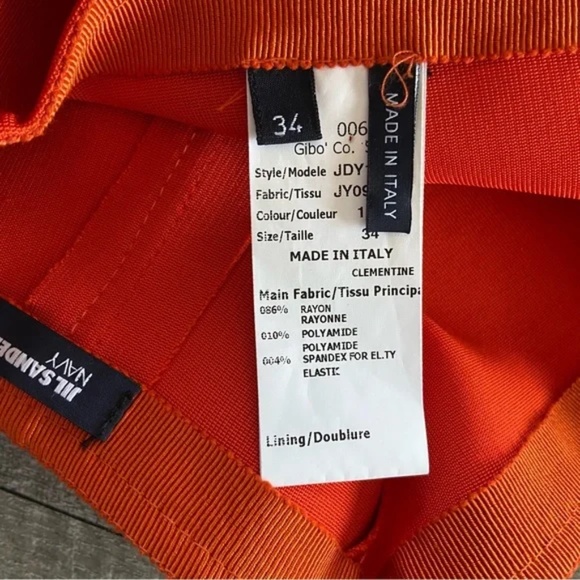 34
006
Gibo' Co.
Style/Modele JDY
Fabric/Tissu JY09
Colour/Couleur 1
Size/Taille 34
MADE IN ITALY
CLEMENTINE
Main Fabric/Tissu Principa
086% RAYON
RAYONNE
010% POLYAMIDE
POLYAMIDE
004% SPANDEX FOR EL.TY
ELASTIC
Lining/Doublure
MADE IN ITALY
JIL SANDE
NAVY